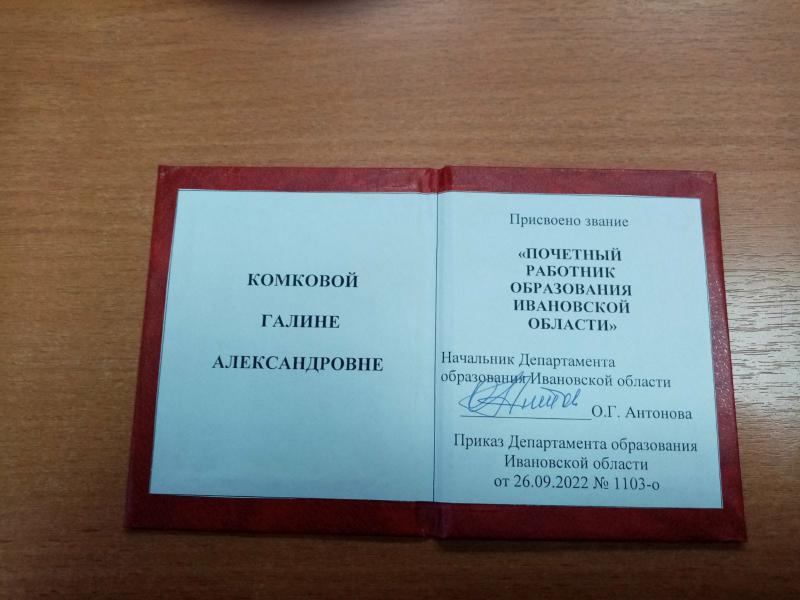 КОМКОВОЙ
ГАЛИНЕ
АЛЕКСАНДРОВНЕ
Присвоено звание
«ПОЧЕТНЫЙ
РАБОТНИК
ОБРАЗОВАНИЯ
ИВАНОВСКОЙ
ОБЛАСТИ»
Начальник Департамента
образования Ивановской области
О.Г. Антонова
Приказ Департамента образования
Ивановской области
от 26.09.2022 № 1103-о